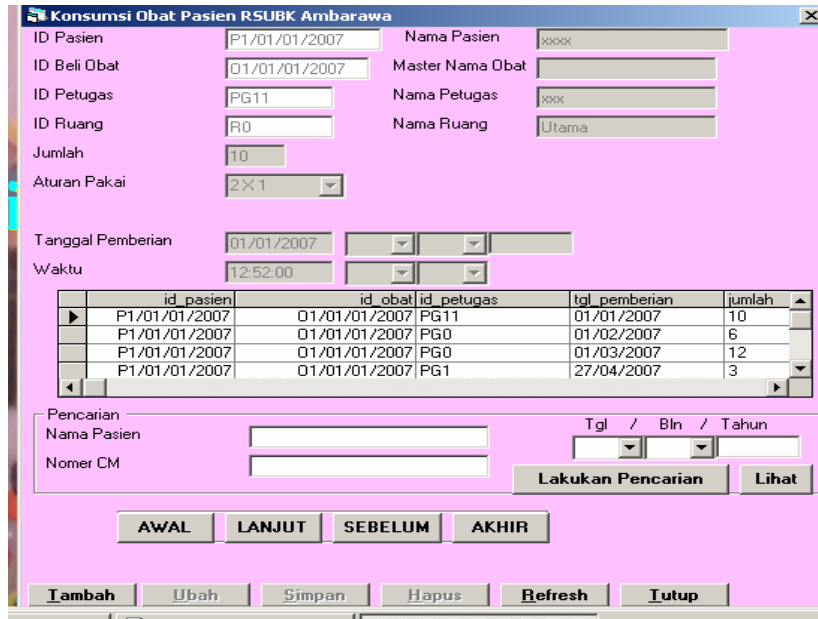 Konsumsi Obat Pasien RSUBK Ambarawa
ID Pasien P1/01/01/2007 Nama Pasien xxxx
ID Beli Obat O1/01/01/2007 Master Nama Obat
ID Petugas PG11 Nama Petugas xxx
ID Ruang R0 Nama Ruang Utama
Jumlah 10
Aturan Pakai 2X1
Tanggal Pemberian 01/01/2007
Waktu 12:52:00
id_pasien id_obat id_petugas tgl_pemberian jumlah
P1/01/01/2007 O1/01/01/2007 PG11 01/01/2007 10
P1/01/01/2007 O1/01/01/2007 PG0 01/02/2007 6
P1/01/01/2007 O1/01/01/2007 PG0 01/03/2007 12
P1/01/01/2007 O1/01/01/2007 PG1 27/04/2007 3
Pencarian
Tgl / Bln / Tahun
Nama Pasien
Nomer CM
Lakukan Pencarian Lihat
AWAL LANJUT SEBELUM AKHIR
Tambah Ubah Simpan Hapus Refresh Tutup